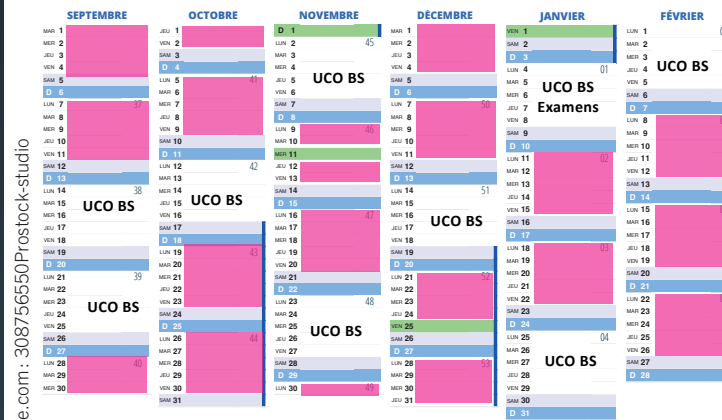 SEPTEMBRE
MAR 1
MER 2
JEU 3
VEN 4
SAM 5
D 6
LUN 7 37
MAR 8
MER 9
JEU 10
VEN 11
SAM 12
D 13
LUN 14 38
MAR 15
UCO BS
MER 16
JEU 17
VEN 18
SAM 19
D 20
LUN 21 39
MAR 22
MER 23
UCO BS
JEU 24
VEN 25
SAM 26
D 27
LUN 28 40
MAR 29
MER 30
OCTOBRE
JEU 1
VEN 2
SAM 3
D 4
LUN 5 41
MAR 6
MER 7
JEU 8
VEN 9
SAM 10
D 11
LUN 12 42
MAR 13
MER 14
UCO BS
JEU 15
VEN 16
SAM 17
D 18
LUN 19 43
MAR 20
MER 21
JEU 22
VEN 23
SAM 24
D 25
LUN 26 44
MAR 27
MER 28
JEU 29
VEN 30
SAM 31
NOVEMBRE
D 1
LUN 2 45
MAR 3
MER 4
UCO BS
JEU 5
VEN 6
SAM 7
D 8
LUN 9 46
MAR 10
MER 11
JEU 12
VEN 13
SAM 14
D 15
LUN 16 47
MAR 17
MER 18
JEU 19
VEN 20
SAM 21
D 22
LUN 23 48
MAR 24
MER 25
UCO BS
JEU 26
VEN 27
SAM 28
D 29
LUN 30 49
DÉCEMBRE
MAR 1
MER 2
JEU 3
VEN 4
SAM 5
D 6
LUN 7 50
MAR 8
MER 9
JEU 10
VEN 11
SAM 12
D 13
LUN 14 51
MAR 15
MER 16
UCO BS
JEU 17
VEN 18
SAM 19
D 20
LUN 21 52
MAR 22
MER 23
JEU 24
VEN 25
SAM 26
D 27
LUN 28 53
MAR 29
MER 30
JEU 31
JANVIER
VEN 1
SAM 2
D 3
LUN 4 01
MAR 5
UCO BS
MER 6
Examens
JEU 7
VEN 8
SAM 9
D 10
LUN 11 02
MAR 12
MER 13
JEU 14
VEN 15
SAM 16
D 17
LUN 18 03
MAR 19
MER 20
JEU 21
VEN 22
SAM 23
D 24
LUN 25 04
MAR 26
UCO BS
MER 27
JEU 28
VEN 29
SAM 30
D 31
FÉVRIER
LUN 1
MAR 2
MER 3
UCO BS
JEU 4
VEN 5
SAM 6
D 7
LUN 8
MAR 9
MER 10
JEU 11
VEN 12
SAM 13
D 14
LUN 15
MAR 16
MER 17
JEU 18
VEN 19
SAM 20
D 21
LUN 22
MAR 23
MER 24
JEU 25
VEN 26
SAM 27
D 28
e.com: 308756550Prostock-studio